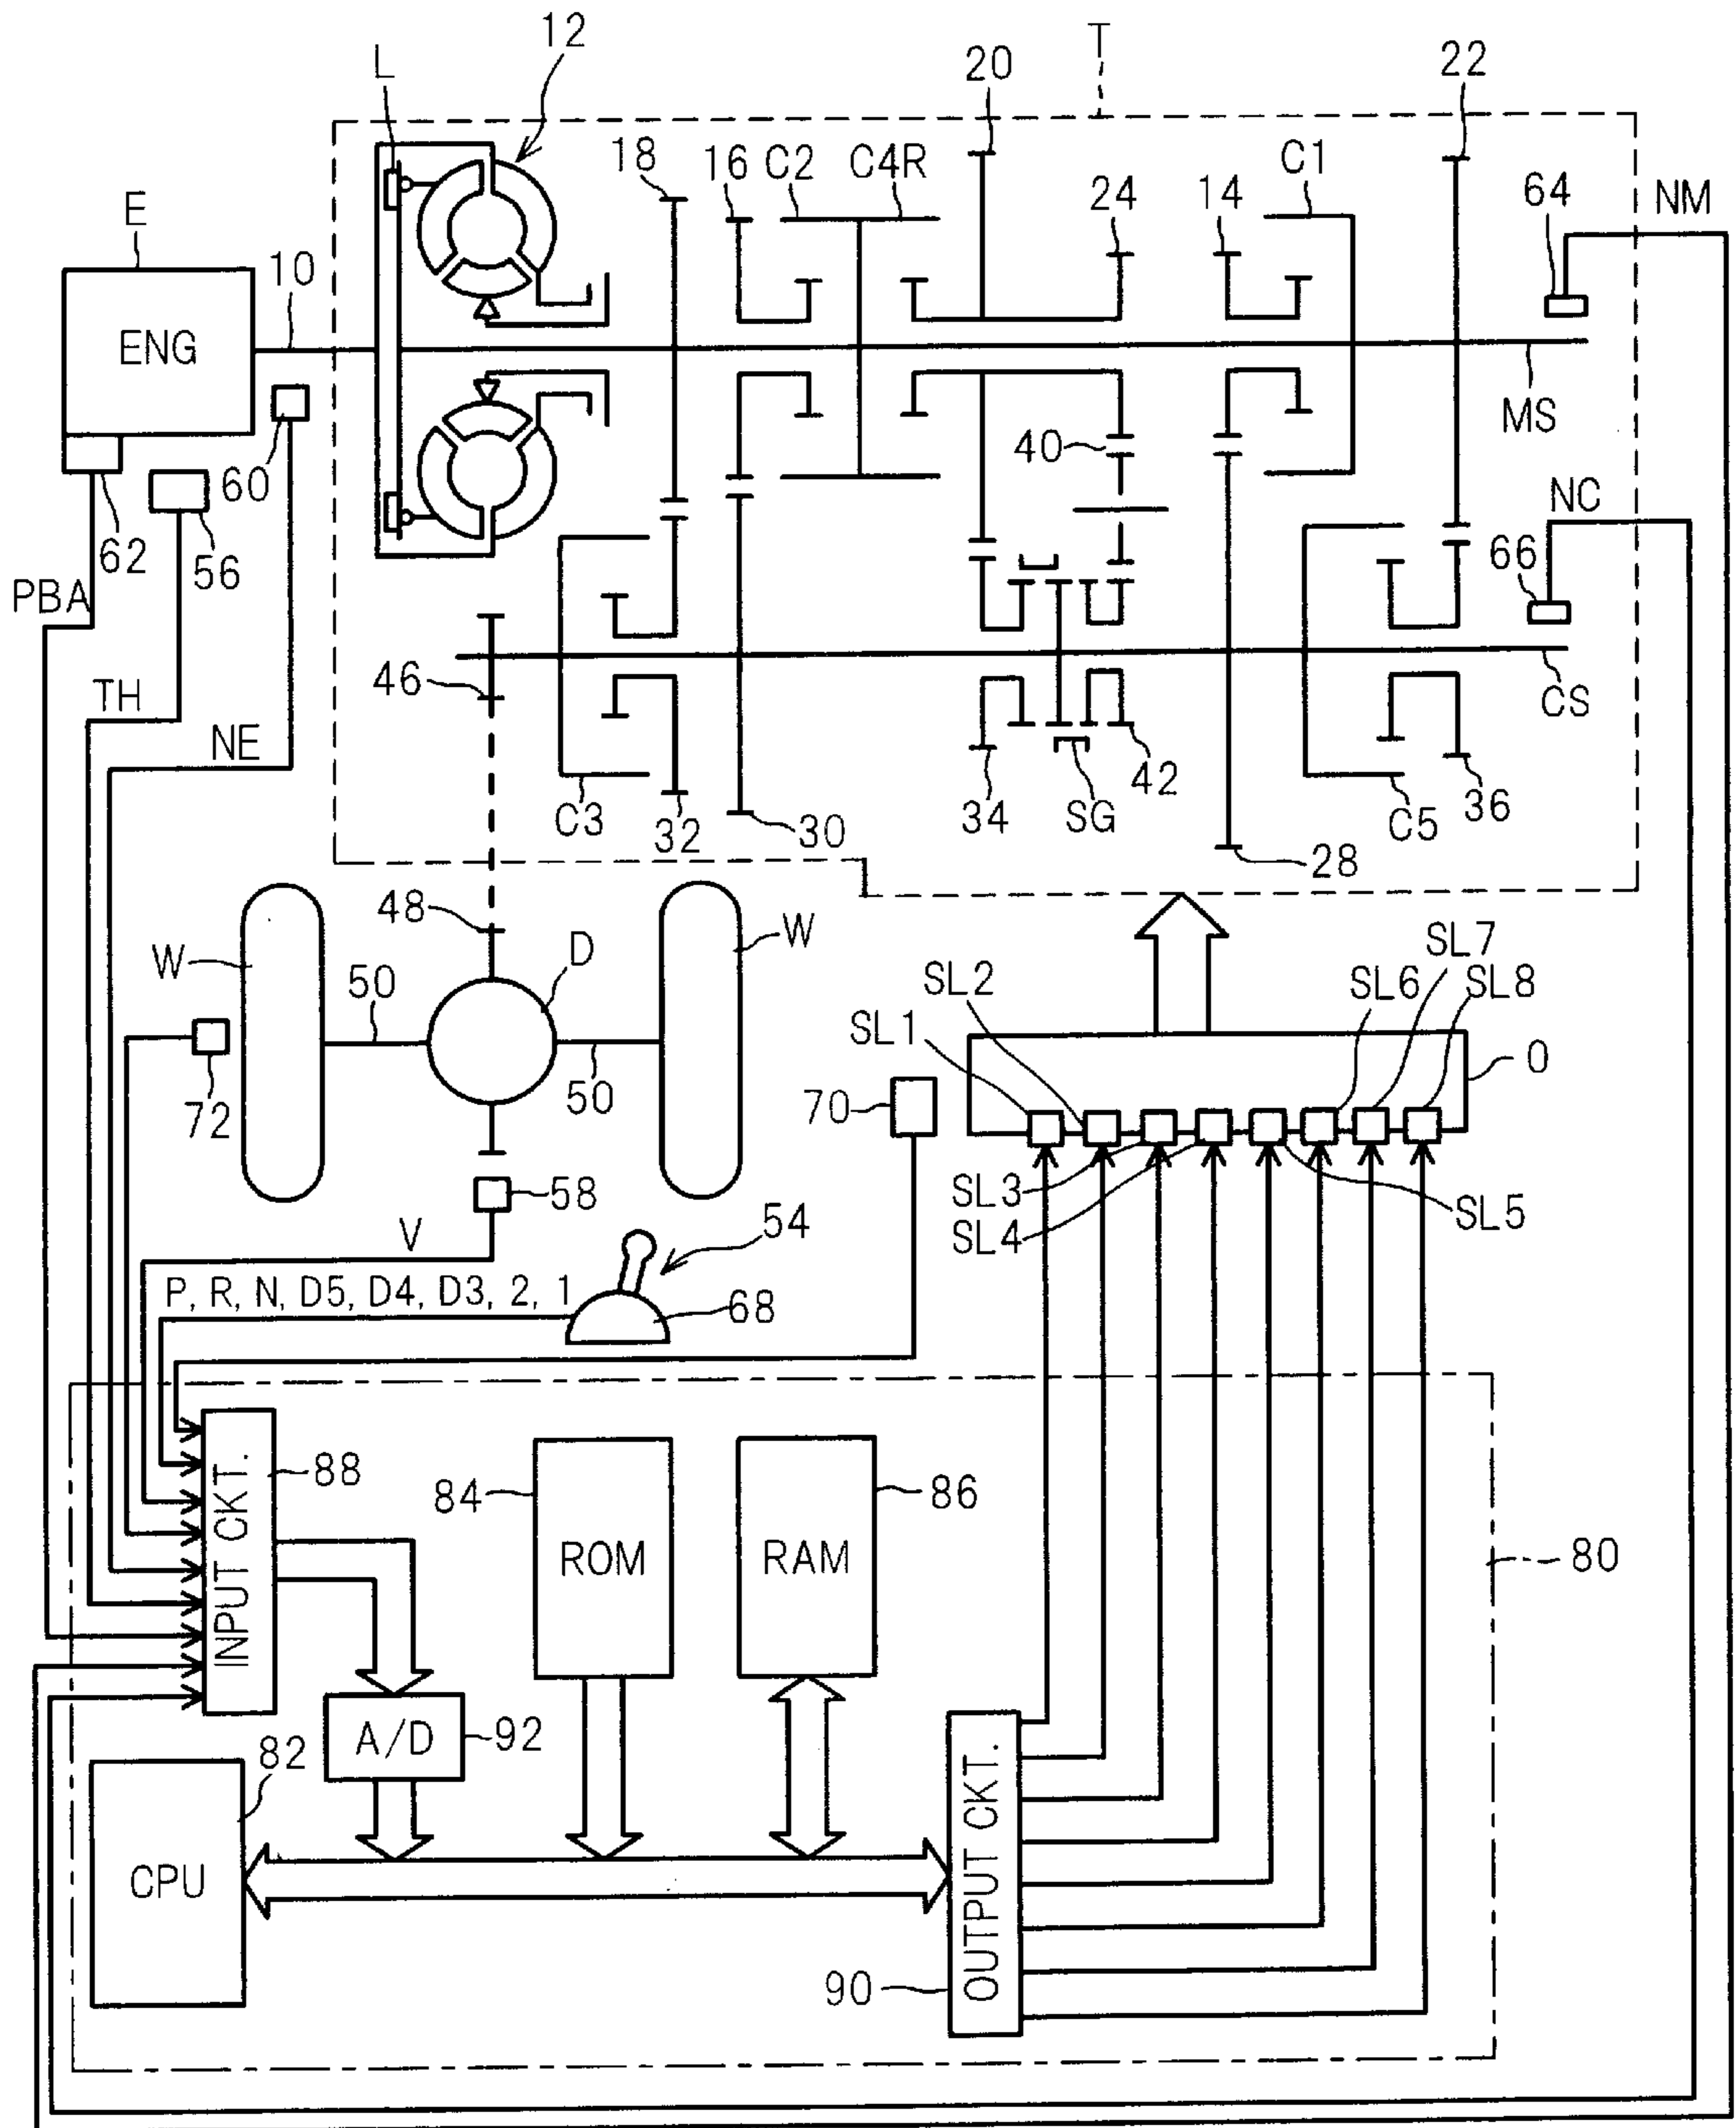 12
T
L
20
22
18
16
C2
C4R
C1
E
24
14
64
NM
10
ENG
MS
40
60
NC
62
56
66
PBA
46
TH
CS
NE
C3
32
30
34
SG
42
28
C5
36
48
D
W
W
SL7
50
SL2
SL6
SL8
SL1
O
50
72
70
58
SL3
SL5
54
SL4
V
P, R, N, D5, D4, D3, 2, 1
68
88
84
86
INPUT CKT.
ROM
RAM
80
A/D
92
82
OUTPUT CKT.
CPU
90